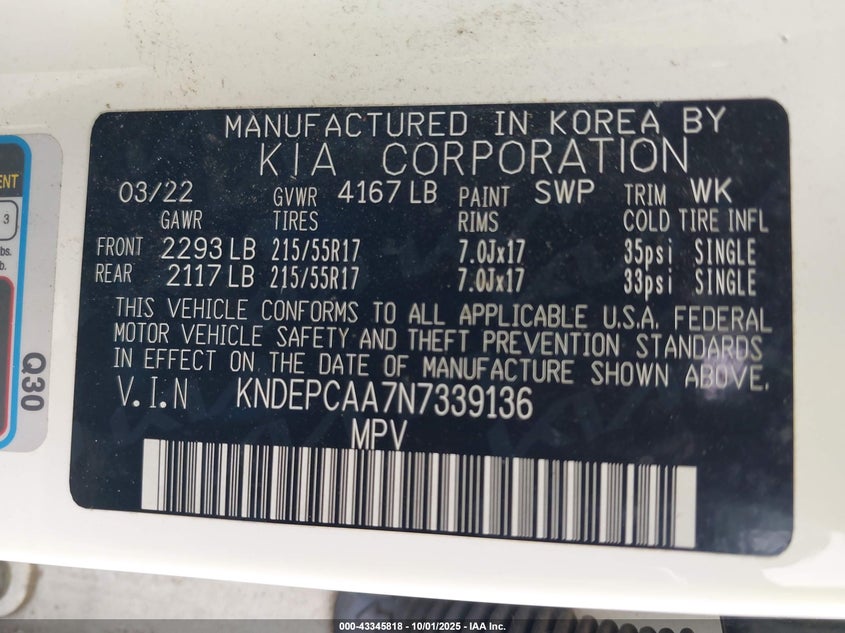 MANUFACTURED IN KOREA BY
KIA CORPORATION
03/22 GVWR 4167 LB PAINT SWP TRIM WK
GAWR TIRES RIMS COLD TIRE INFL
FRONT 2293 LB 215/55R17 7.0Jx17 35psi SINGLE
REAR 2117 LB 215/55R17 7.0Jx17 33psi SINGLE
THIS VEHICLE CONFORMS TO ALL APPLICABLE U.S.A. FEDERAL
MOTOR VEHICLE SAFETY AND THEFT PREVENTION STANDARDS
IN EFFECT ON THE DATE OF MANUFACTURE SHOWN ABOVE.
V.I.N KNDEPCAA7N7339136
MPV
3
Q30
000-43345818 - 10/01/2025 - IAA Inc.